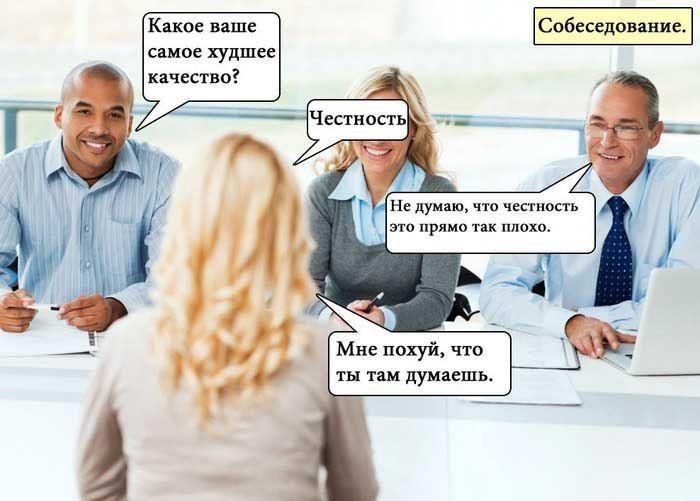 Собеседование.
Какое ваше
самое худшее
качество?
Честность
Не думаю, что честность
это прямо так плохо.
Мне похуй, что
ты там думаешь.